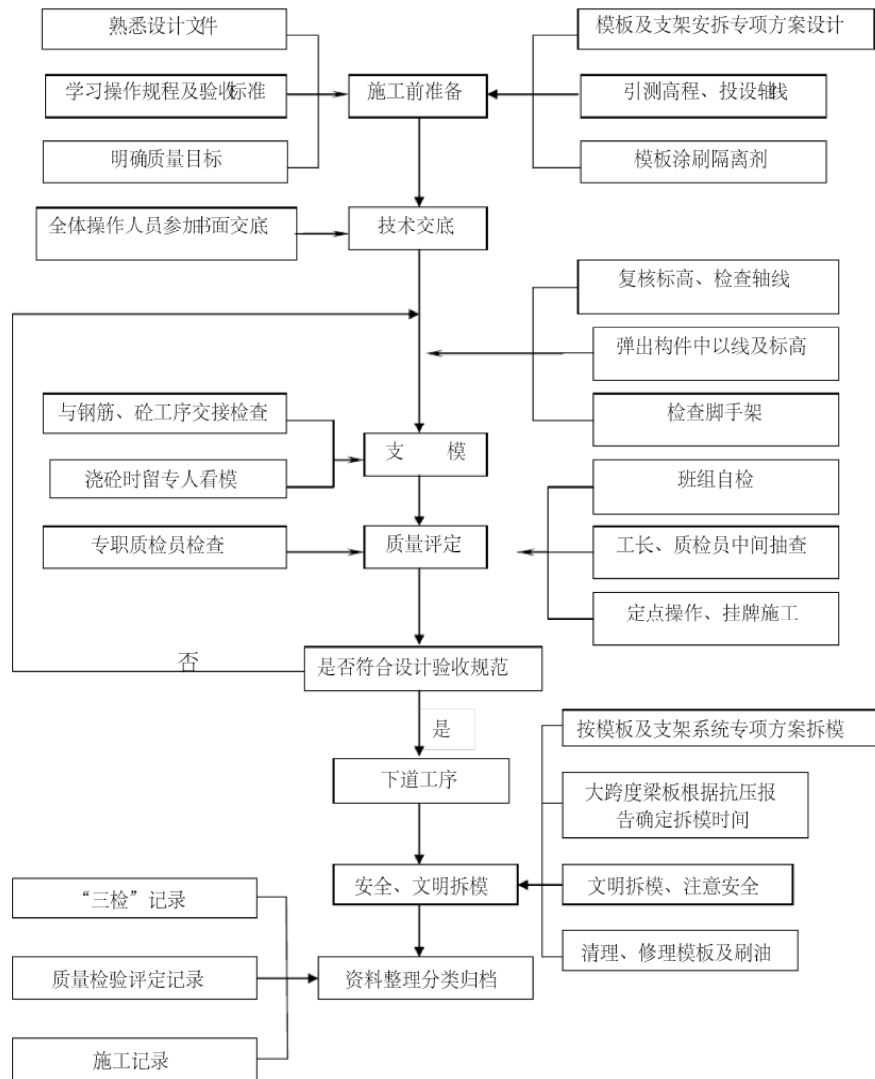 熟悉设计文件
模板及支架安拆专项方案设计
学习操作规程及验收标准
施工前准备
引测高程、投设轴线
明确质量目标
模板涂刷隔离剂
全体操作人员参加书面交底
技术交底
复核标高、检查轴线
弹出构件中以线及标高
与钢筋、砼工序交接检查
检查脚手架
支 模
浇砼时留专人看模
班组自检
专职质检员检查
质量评定
工长、质检员中间抽查
定点操作、挂牌施工
否
是否符合设计验收规范
是
按模板及支架系统专项方案拆模
下道工序
大跨度梁板根据抗压报
告确定拆模时间
安全、文明拆模
文明拆模、注意安全
“三检”记录
清理、修理模板及刷油
质量检验评定记录
资料整理分类归档
施工记录